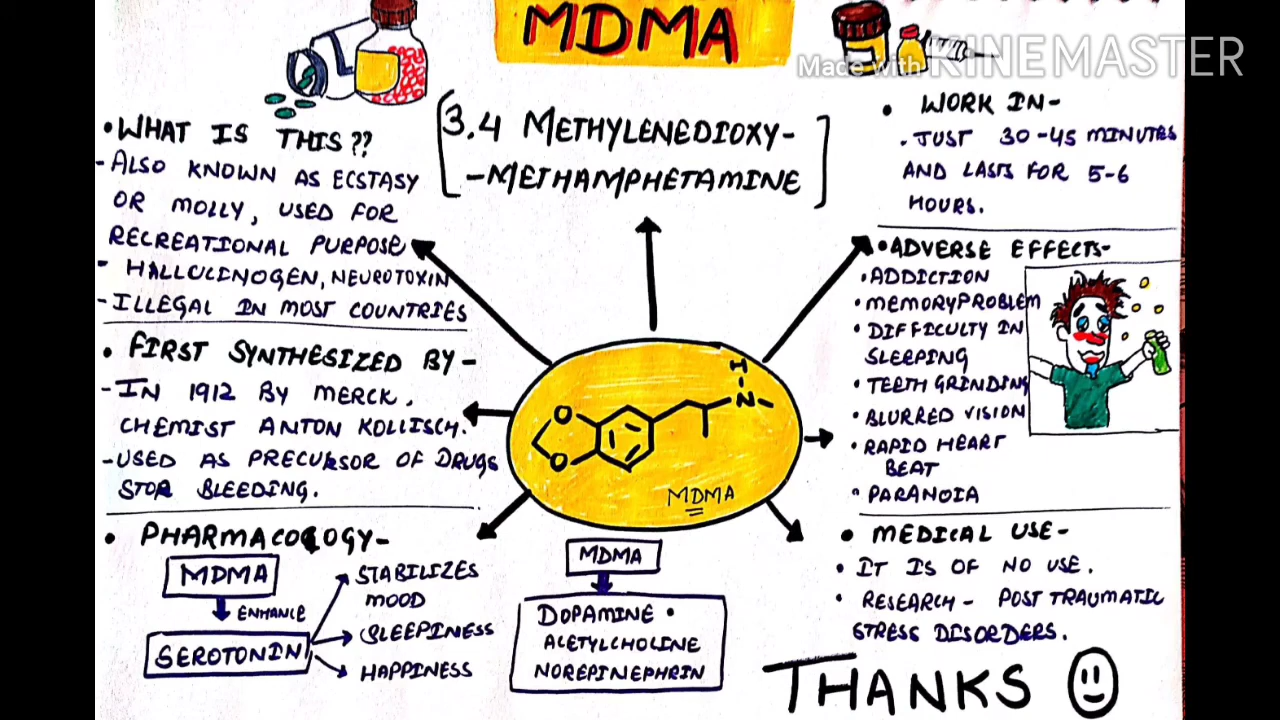 MDMA
Made with KINEMASTER
[3.4 METHYLENEDIOXY-
-METHAMPHETAMINE]
• WHAT IS THIS ??
- ALSO KNOWN AS ECSTASY
OR MOLLY, USED FOR
RECREATIONAL PURPOSE
- HALLUCINOGEN, NEUROTOXIN
- ILLEGAL IN MOST COUNTRIES
• FIRST SYNTHESIZED BY -
- IN 1912 BY MERCK.
CHEMIST ANTON KOLLISCH.
- USED AS PRECURSOR OF DRUGS
STOP BLEEDING.
• PHARMACOLOGY-
MDMA
ENHANCE
SEROTONIN
STABILIZES
MOOD
SLEEPINESS
HAPPINESS
H
N
O
O
MDMA
MDMA
DOPAMINE •
ACETYLCHOLINE
NOREPINEPHRIN
• WORK IN-
. JUST 30-45 MINUTES
AND LASTS FOR 5-6
HOURS.
• ADVERSE EFFECTS-
• ADDICTION
• MEMORY PROBLEM
• DIFFICULTY IN
SLEEPING
• TEETH GRINDING
• BLURRED VISION
• RAPID HEART
BEAT
• PARANOIA
• MEDICAL USE-
• IT IS OF NO USE.
• RESEARCH - POST TRAUMATIC
STRESS DISORDERS.
THANKS